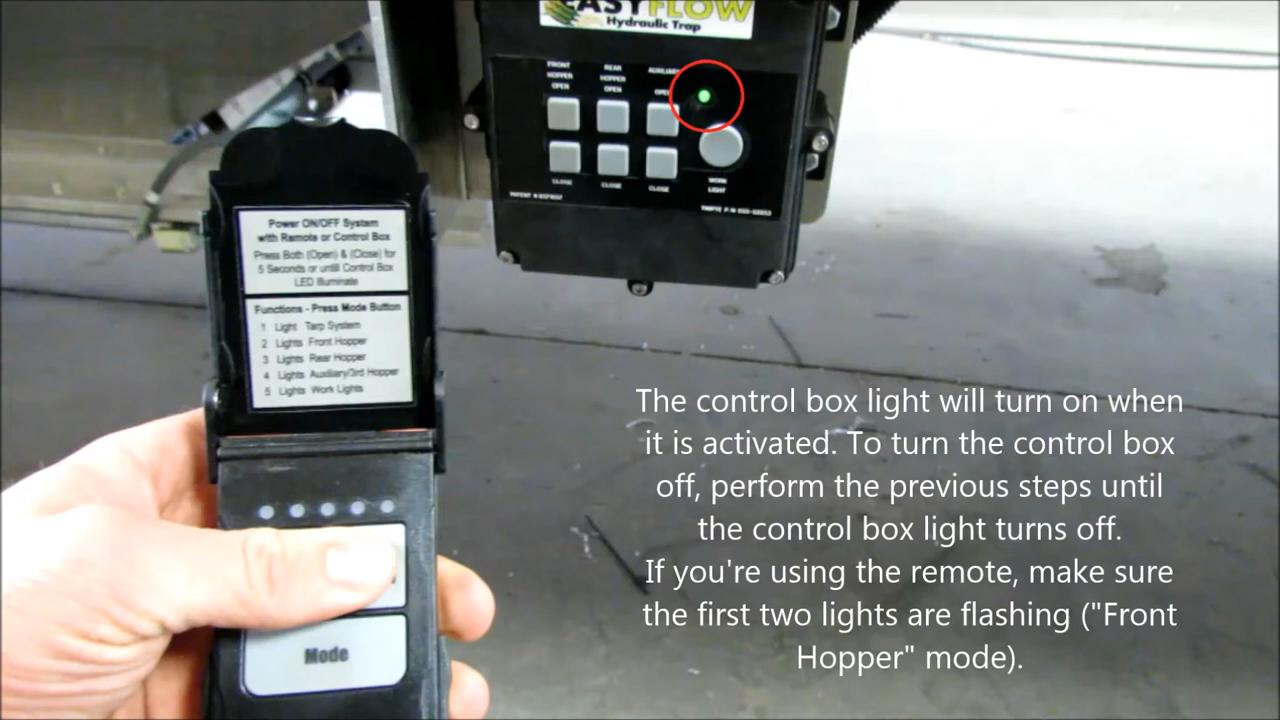 EASYFLOW
Hydraulic Trap
FRONT
HOPPER
OPEN
REAR
HOPPER
OPEN
AUXILIARY
OPEN
CLOSE
CLOSE
CLOSE
WORK
LIGHT
Power ON/OFF System
with Remote or Control Box
Press Both (Open) & (Close) for
5 Seconds or untill Control Box
LED Illuminate
Functions - Press Mode Button
1 Light Tarp System
2 Lights Front Hopper
3 Lights Rear Hopper
4 Lights Auxiliary/3rd Hopper
5 Lights Work Lights
Mode
The control box light will turn on when
it is activated. To turn the control box
off, perform the previous steps until
the control box light turns off.
If you're using the remote, make sure
the first two lights are flashing ("Front
Hopper" mode).